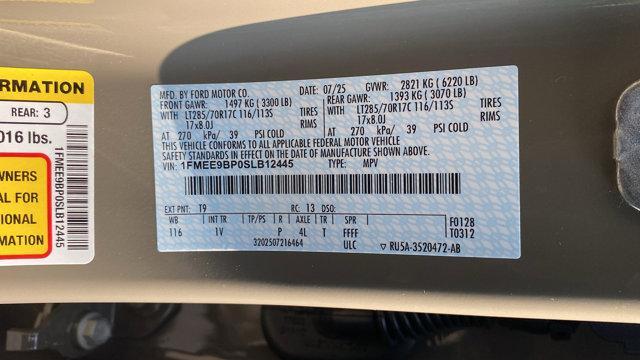 RMATION
REAR: 3
016 lbs.
WNERS
AL FOR
TIONAL
MATION
1FMEE9BP0SLB12445
MFD. BY FORD MOTOR CO.
DATE: 07/25 GVWR: 2821 KG (6220 LB)
FRONT GAWR: 1497 KG (3300 LB) REAR GAWR: 1393 KG (3070 LB)
WITH LT285/70R17C 116/113S TIRES WITH LT285/70R17C 116/113S TIRES
17x8.0J RIMS 17x8.0J RIMS
AT 270 kPa/ 39 PSI COLD AT 270 kPa/ 39 PSI COLD
THIS VEHICLE CONFORMS TO ALL APPLICABLE FEDERAL MOTOR VEHICLE
SAFETY STANDARDS IN EFFECT ON THE DATE OF MANUFACTURE SHOWN ABOVE.
VIN: 1FMEE9BP0SLB12445 TYPE: MPV
EXT PNT: T9 RC: 13 DSO:
WB INT TR TP/PS R AXLE TR SPR F0128
116 1V P 4L T FFFF T0312
3202507216464 ULC ▽ RU5A-3520472-AB